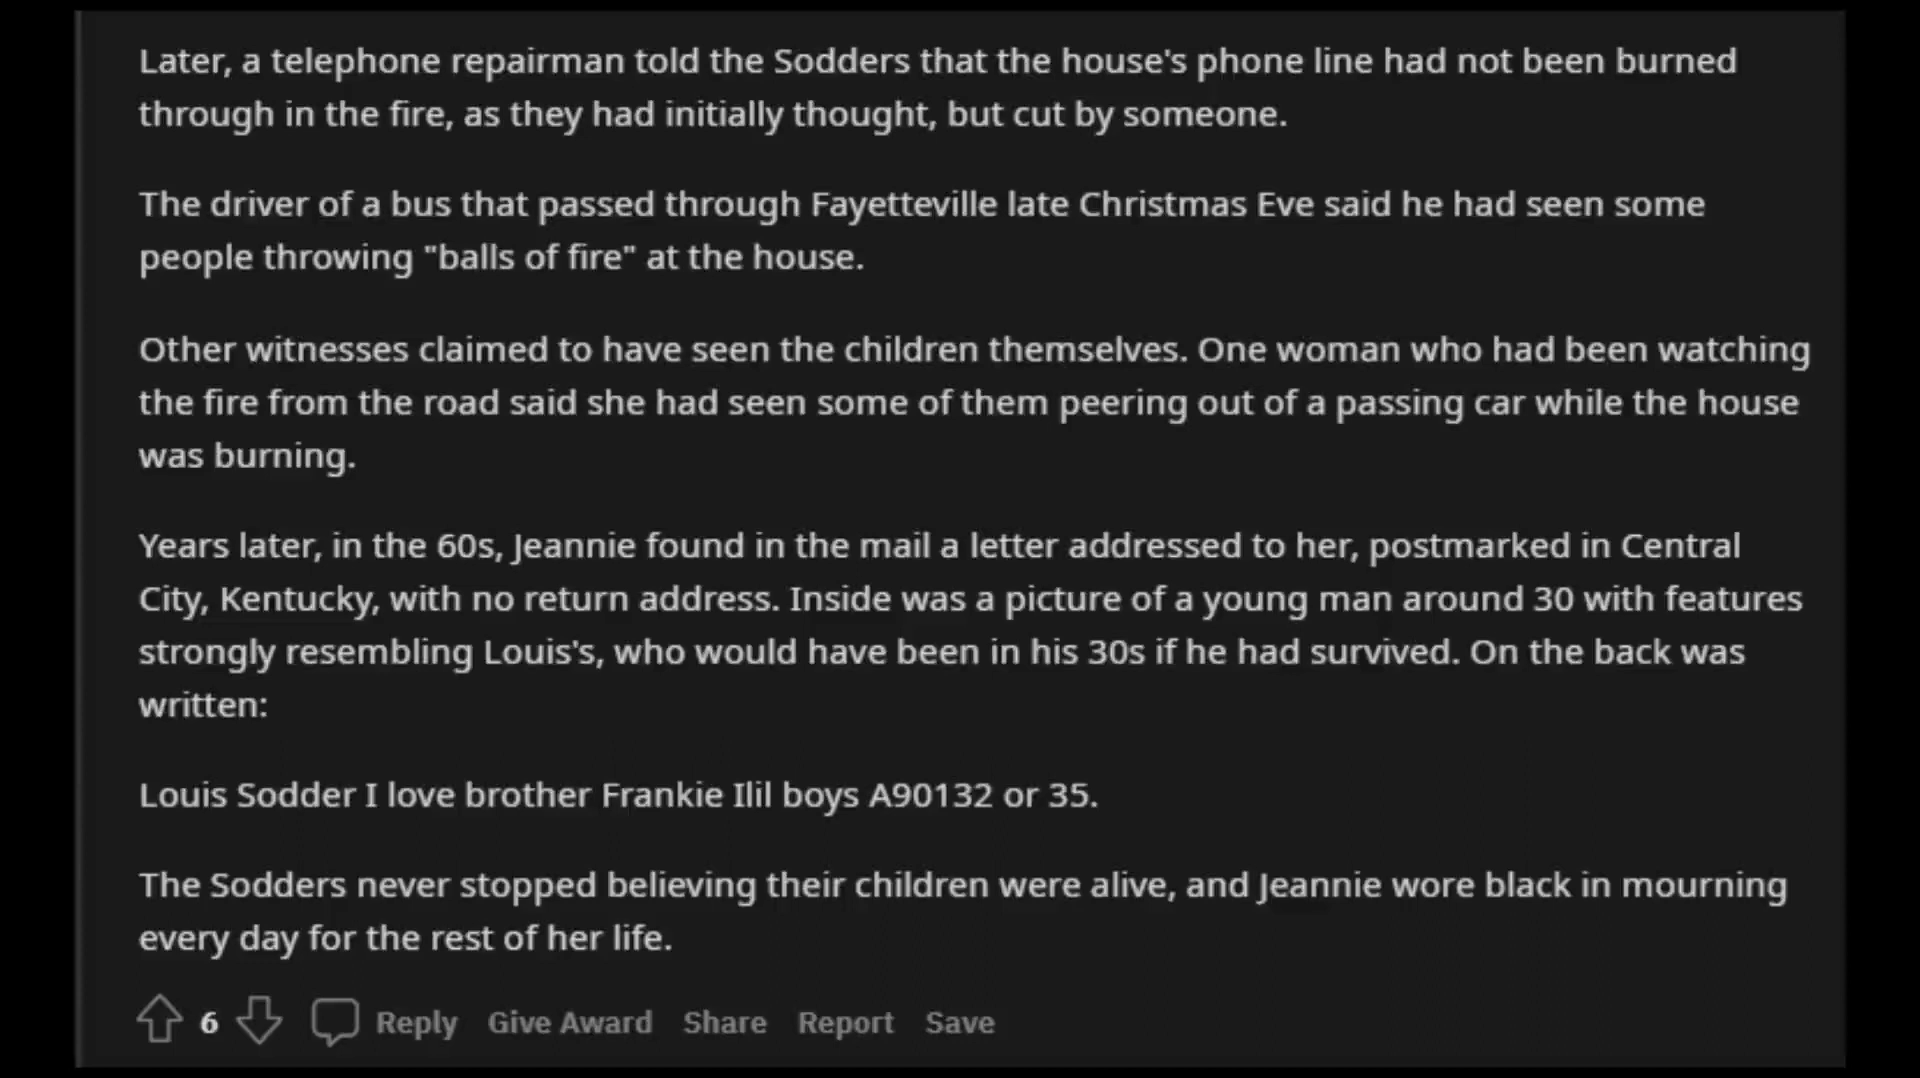 Later, a telephone repairman told the Sodders that the house's phone line had not been burned
through in the fire, as they had initially thought, but cut by someone.
The driver of a bus that passed through Fayetteville late Christmas Eve said he had seen some
people throwing "balls of fire" at the house.
Other witnesses claimed to have seen the children themselves. One woman who had been watching
the fire from the road said she had seen some of them peering out of a passing car while the house
was burning.
Years later, in the 60s, Jeannie found in the mail a letter addressed to her, postmarked in Central
City, Kentucky, with no return address. Inside was a picture of a young man around 30 with features
strongly resembling Louis's, who would have been in his 30s if he had survived. On the back was
written:
Louis Sodder I love brother Frankie Ilil boys A90132 or 35.
The Sodders never stopped believing their children were alive, and Jeannie wore black in mourning
every day for the rest of her life.
6 Reply Give Award Share Report Save